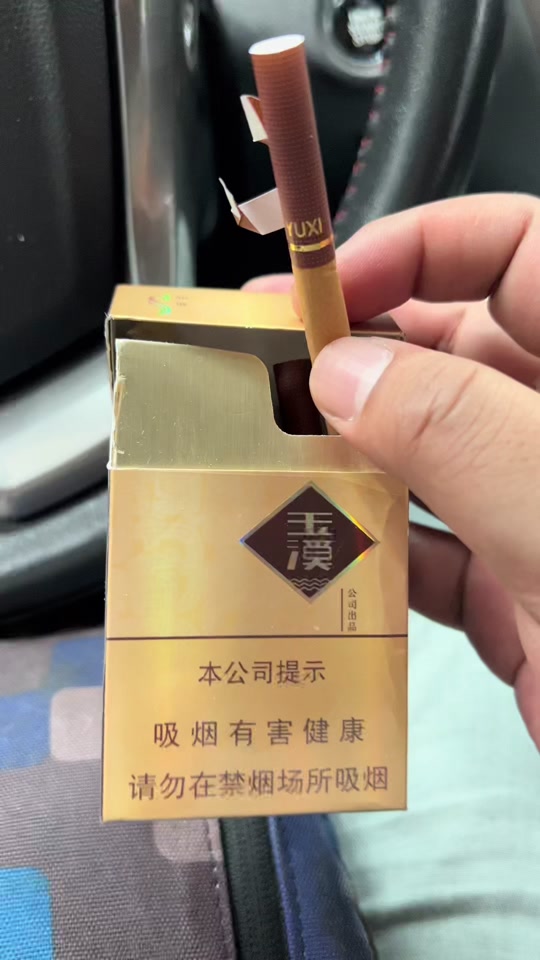 YUXI
玉溪
公司出品
本公司提示
吸烟有害健康
请勿在禁烟场所吸烟